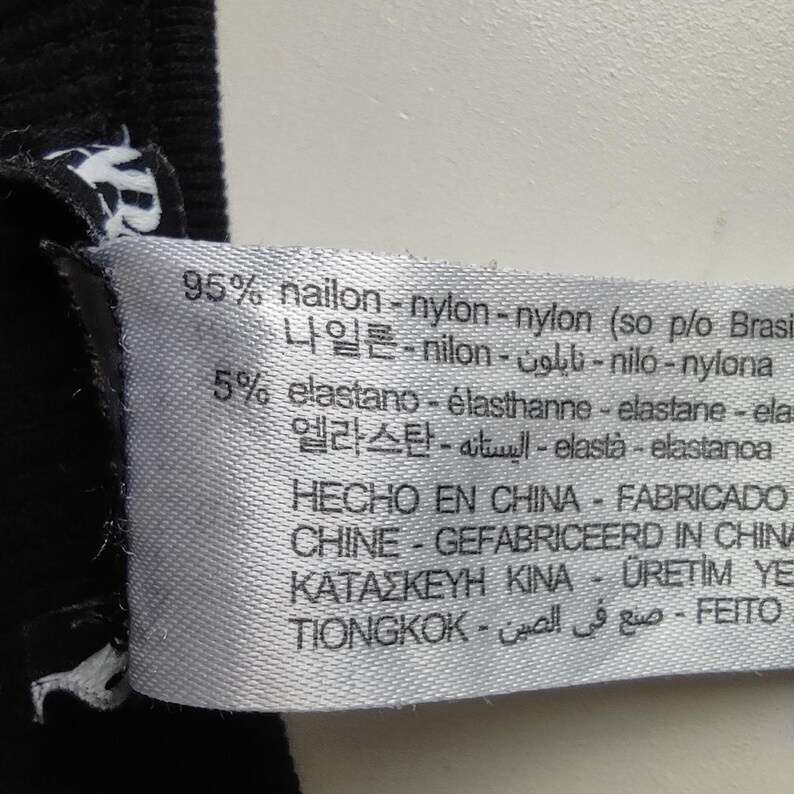 95% nailon - nylon - nylon (so p/o Brasi
나일론 - nilon - نايلون - niló - nylona
5% elastano - élasthanne - elastane - elas
엘라스탄 - اليستانه - elastà - elastanoa
HECHO EN CHINA - FABRICADO
CHINE - GEFABRICEERD IN CHINA
ΚΑΤΑΣΚΕΥΗ ΚΙΝΑ - ÜRETİM YE
TIONGKOK - صنع في الصين - FEITO